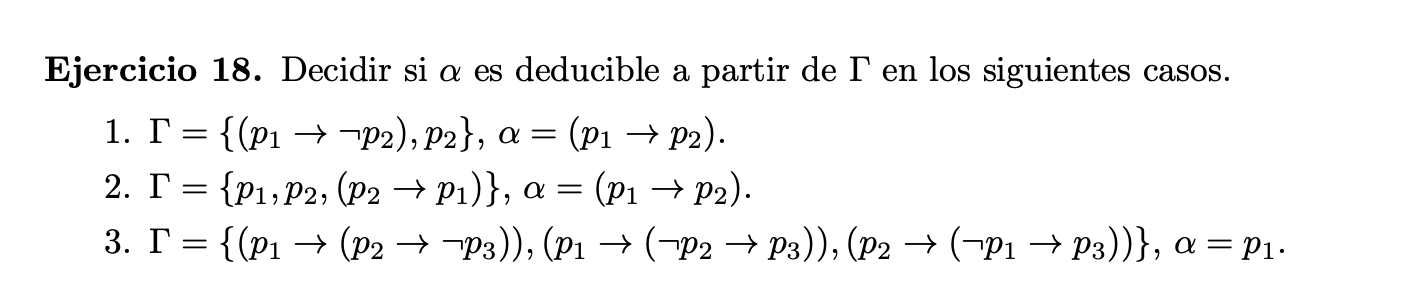 Ejercicio 18. Decidir si α es deducible a partir de Γ en los siguientes casos.
1. Γ = {(p₁ → ¬p₂), p₂}, α = (p₁ → p₂).
2. Γ = {p₁, p₂, (p₂ → p₁)}, α = (p₁ → p₂).
3. Γ = {(p₁ → (p₂ → ¬p₃)), (p₁ → (¬p₂ → p₃)), (p₂ → (¬p₁ → p₃))}, α = p₁.